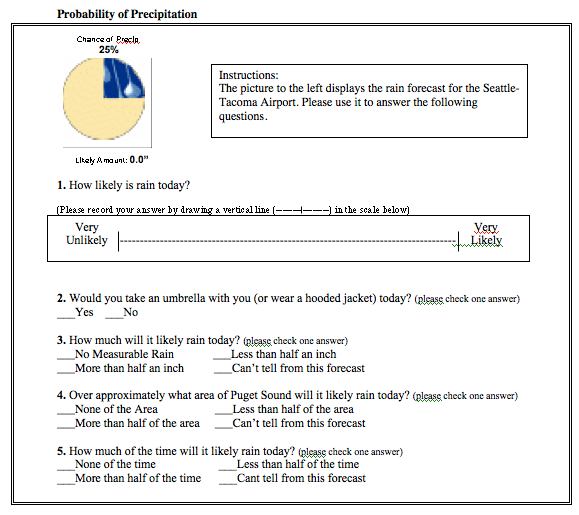 Probability of Precipitation
Chance of Precip.
25%
Likely Amount: 0.0"
Instructions:
The picture to the left displays the rain forecast for the Seattle-
Tacoma Airport. Please use it to answer the following
questions.
1. How likely is rain today?
(Please record your answer by drawing a vertical line (----|----) in the scale below)
Very
Unlikely |--------------------------------------------------| Very
Likely
2. Would you take an umbrella with you (or wear a hooded jacket) today? (please check one answer)
___Yes ___No
3. How much will it likely rain today? (please check one answer)
___No Measurable Rain ___Less than half an inch
___More than half an inch ___Can't tell from this forecast
4. Over approximately what area of Puget Sound will it likely rain today? (please check one answer)
___None of the Area ___Less than half of the area
___More than half of the area ___Can't tell from this forecast
5. How much of the time will it likely rain today? (please check one answer)
___None of the time ___Less than half of the time
___More than half of the time ___Cant tell from this forecast